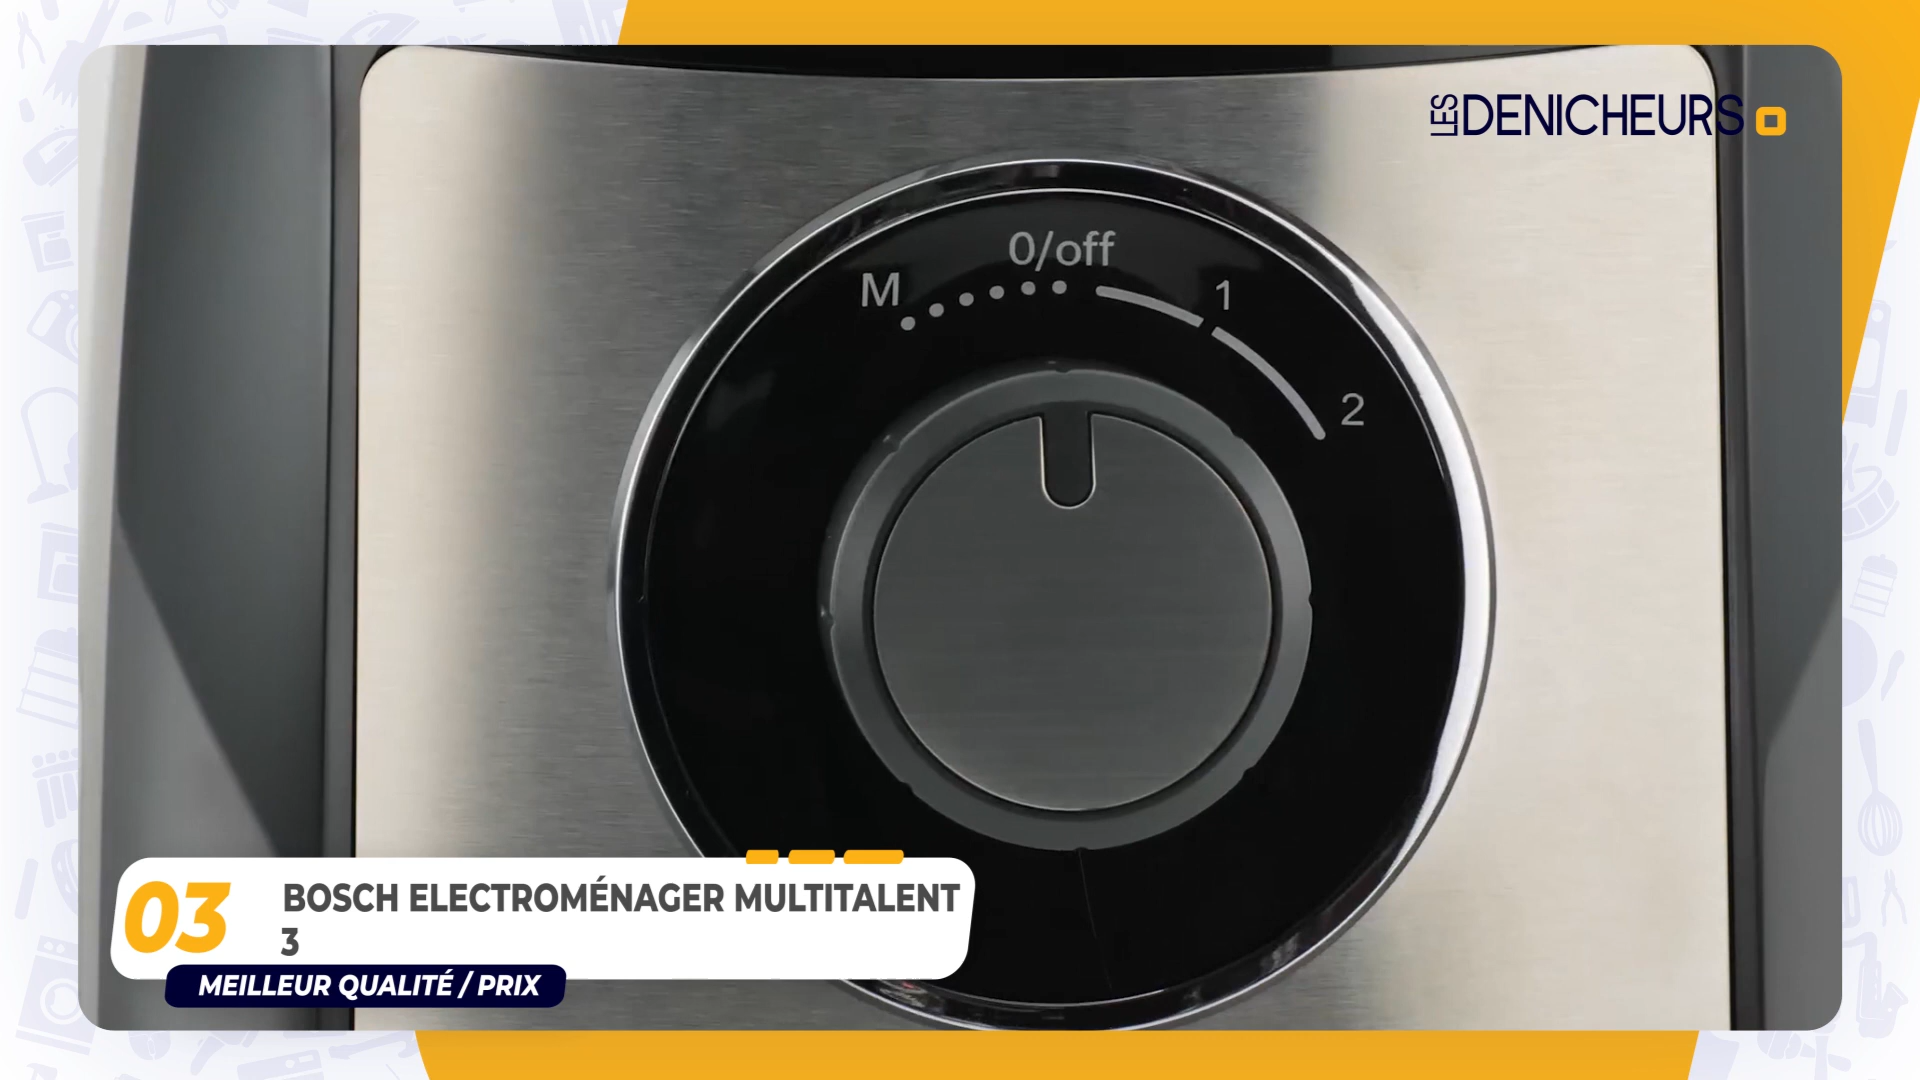 LES DENICHEURS
0/off
M
1
2
03
BOSCH ELECTROMÉNAGER MULTITALENT
3
MEILLEUR QUALITÉ / PRIX